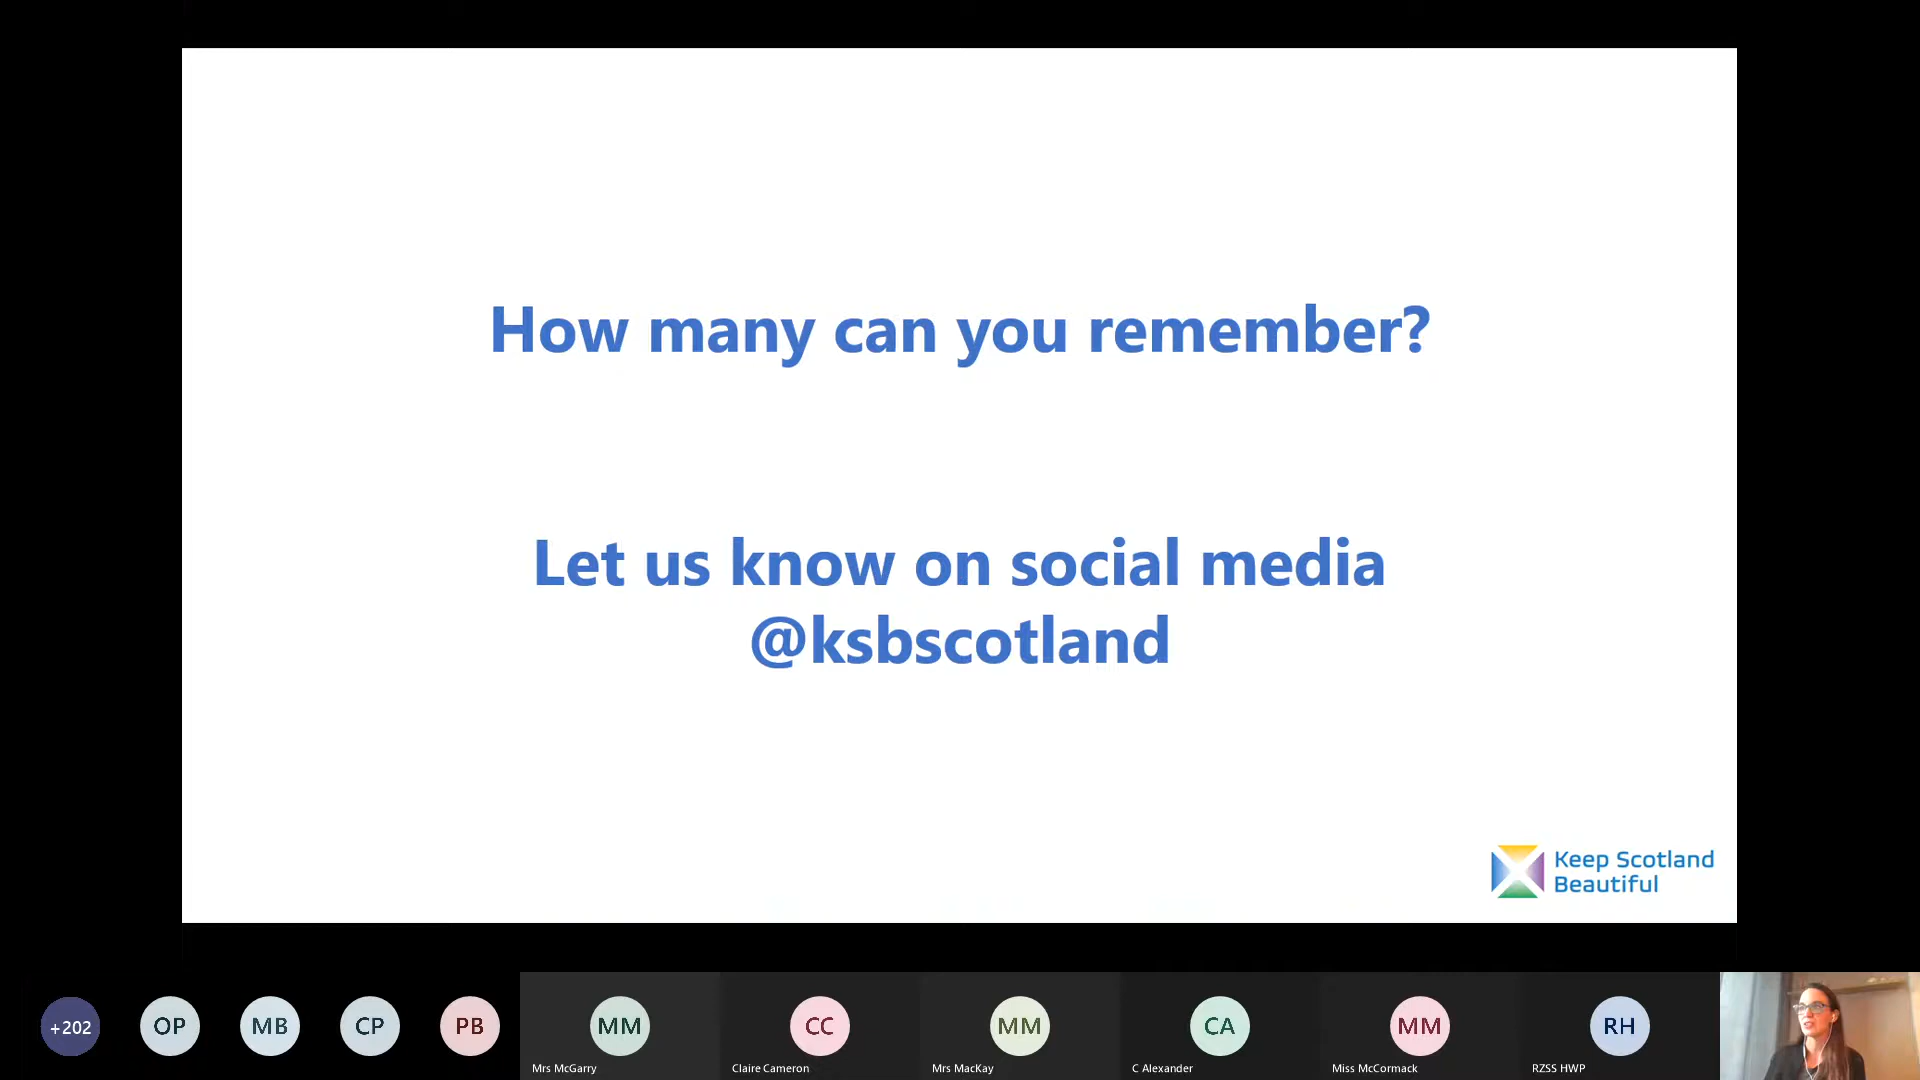 How many can you remember?
Let us know on social media
@ksbscotland
Keep Scotland
Beautiful
+202
OP
MB
CP
PB
MM
CC
MM
CA
MM
RH
Mrs McGarry
Claire Cameron
Mrs MacKay
C Alexander
Miss McCormack
RZSS HWP